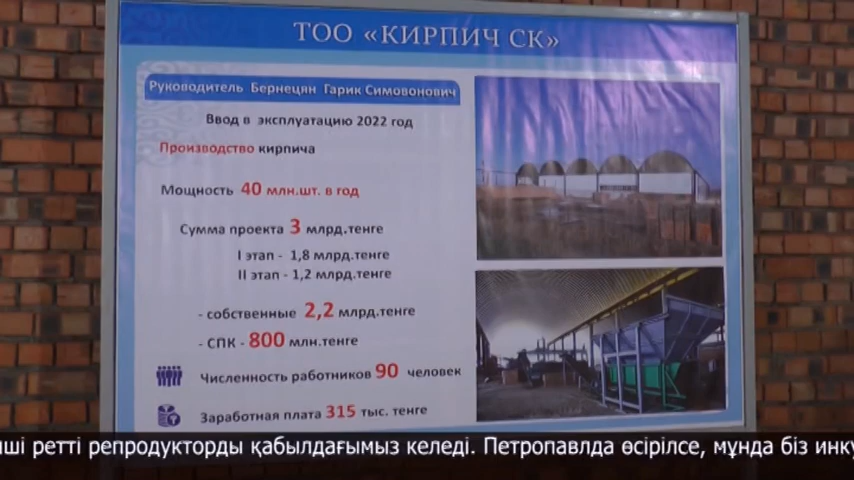 ТОО «КИРПИЧ СК»
Руководитель Бернецян Гарик Симовонович
Ввод в эксплуатацию 2022 год
Производство кирпича
Мощность 40 млн.шт. в год
Сумма проекта 3 млрд.тенге
I этап - 1,8 млрд.тенге
II этап - 1,2 млрд.тенге
- собственные 2,2 млрд.тенге
- СПК - 800 млн.тенге
Численность работников 90 человек
Заработная плата 315 тыс. тенге
ретті репродукторды қабылдағымыз келеді. Петропавлда өсірілсе, мұнда біз